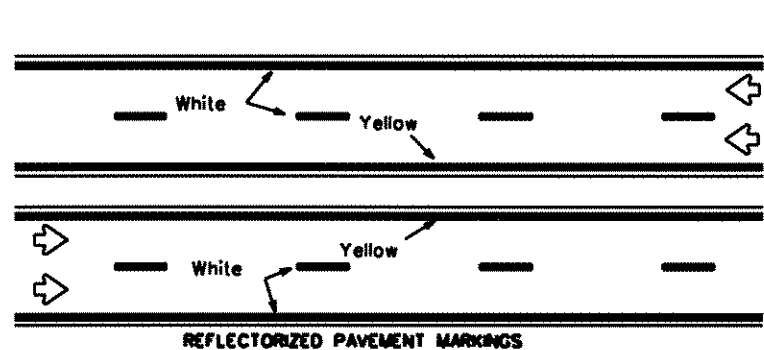 White
Yellow
Yellow
White
REFLECTORIZED PAVEMENT MARKINGS